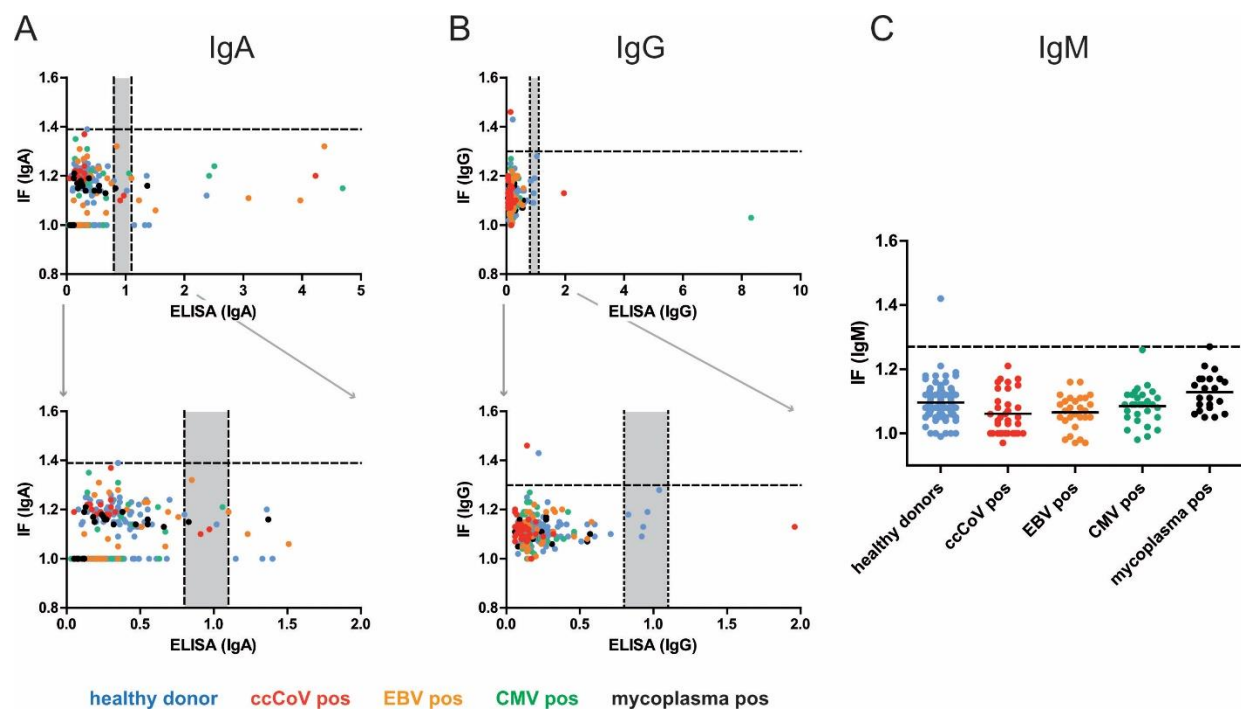 A
IgA
B
IgG
C
IgM
1.6
1.4
1.2
1.0
0.8
IF (IgA)
0
1
2
3
4
5
ELISA (IgA)
1.6
1.4
1.2
1.0
0.8
IF (IgG)
0
2
4
6
8
10
ELISA (IgG)
1.6
1.4
1.2
1.0
IF (IgM)
healthy donors
ccCoV pos
EBV pos
CMV pos
mycoplasma pos
1.6
1.4
1.2
1.0
0.8
IF (IgA)
0.0
0.5
1.0
1.5
2.0
ELISA (IgA)
1.6
1.4
1.2
1.0
0.8
IF (IgG)
0.0
0.5
1.0
1.5
2.0
ELISA (IgG)
healthy donor ccCoV pos EBV pos CMV pos mycoplasma pos